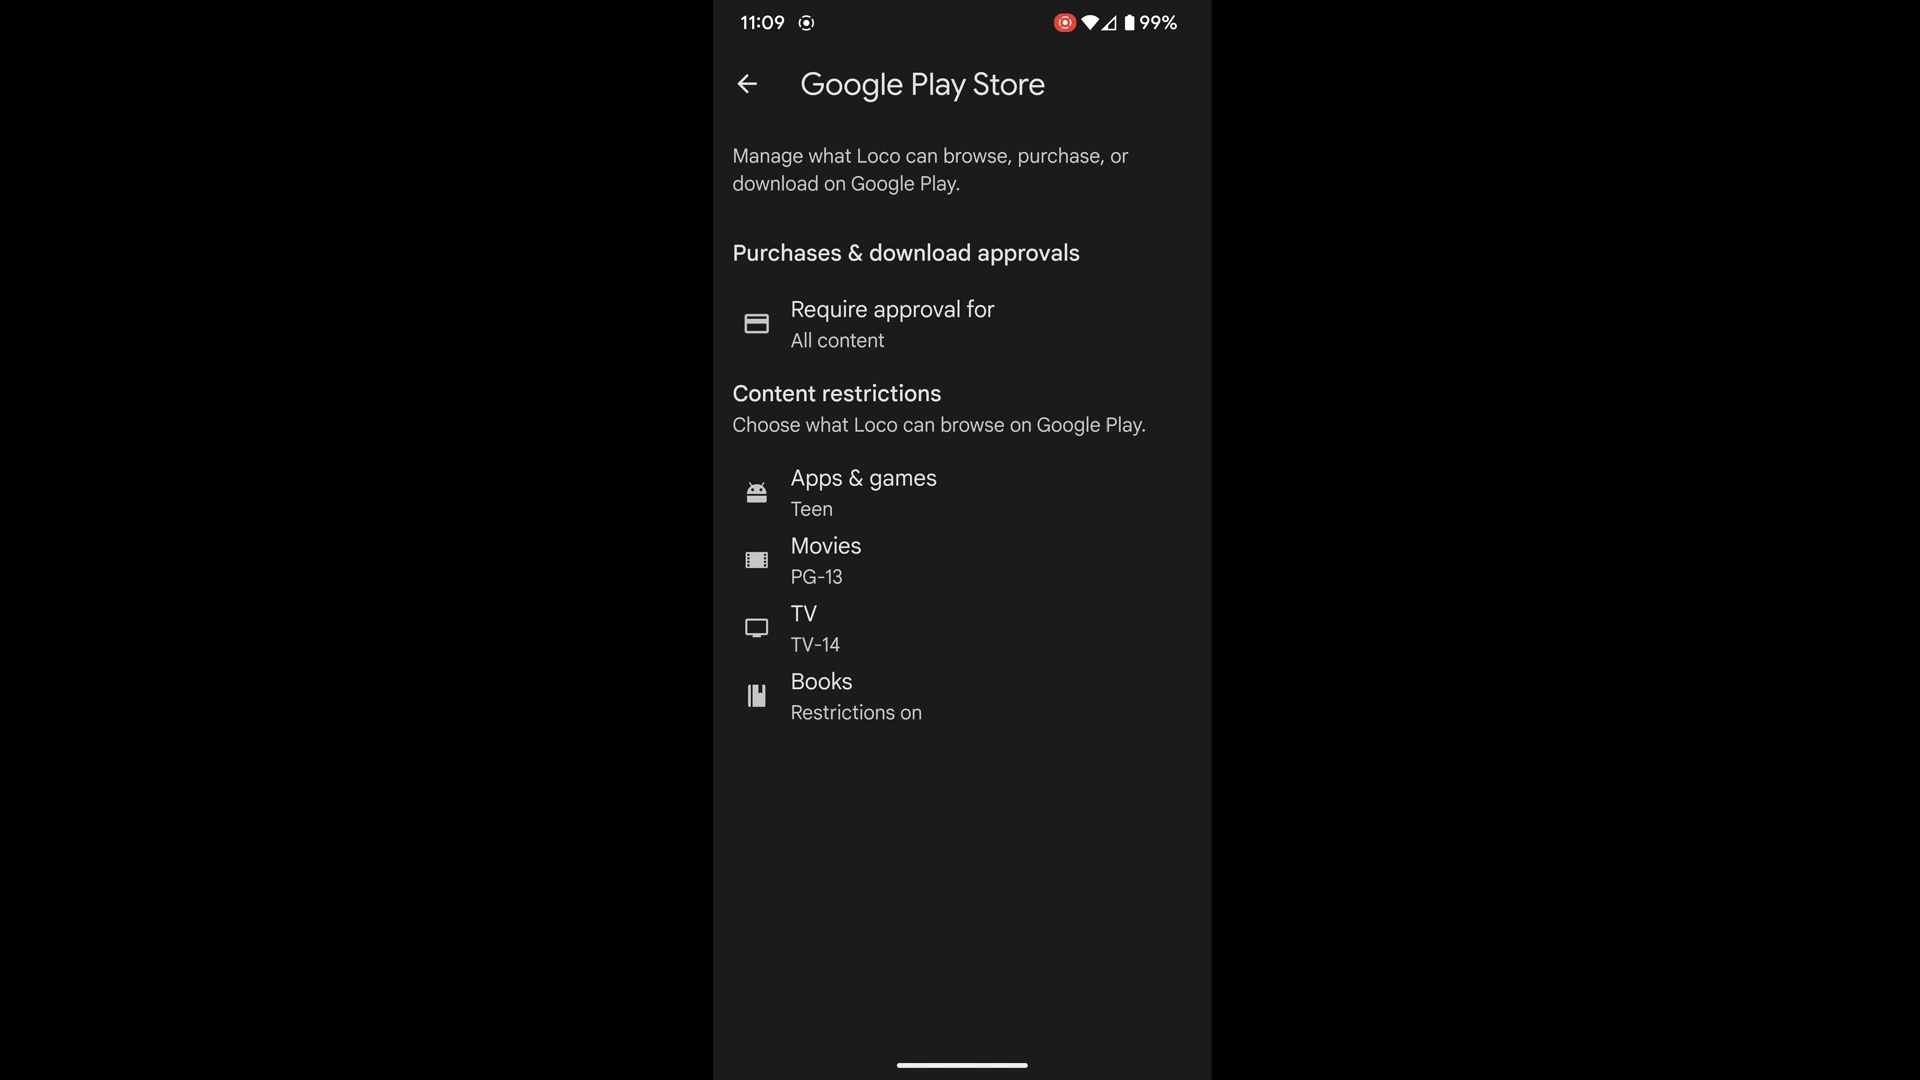 11:09
99%
Google Play Store
Manage what Loco can browse, purchase, or
download on Google Play.
Purchases & download approvals
Require approval for
All content
Content restrictions
Choose what Loco can browse on Google Play.
Apps & games
Teen
Movies
PG-13
TV
TV-14
Books
Restrictions on